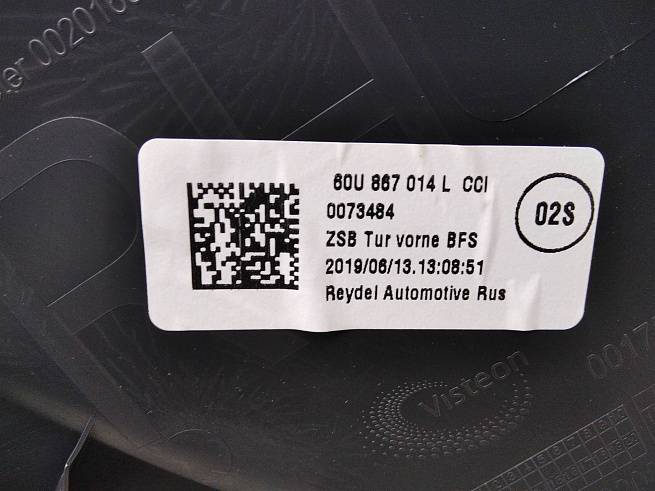 60U 867 014 L CCI
0073484
ZSB Tur vorne BFS
2019/06/13.13:08:51
Reydel Automotive Rus
02S
Visteon